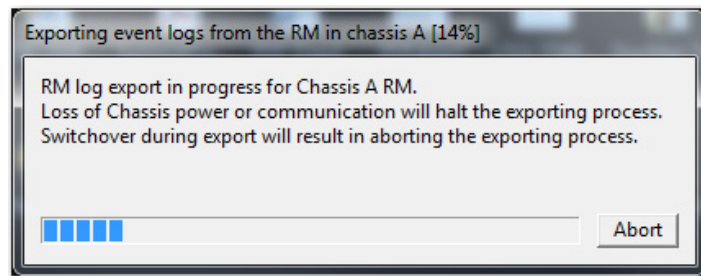 Exporting event logs from the RM in chassis A [14%]
RM log export in progress for Chassis A RM.
Loss of Chassis power or communication will halt the exporting process.
Switchover during export will result in aborting the exporting process.
Abort